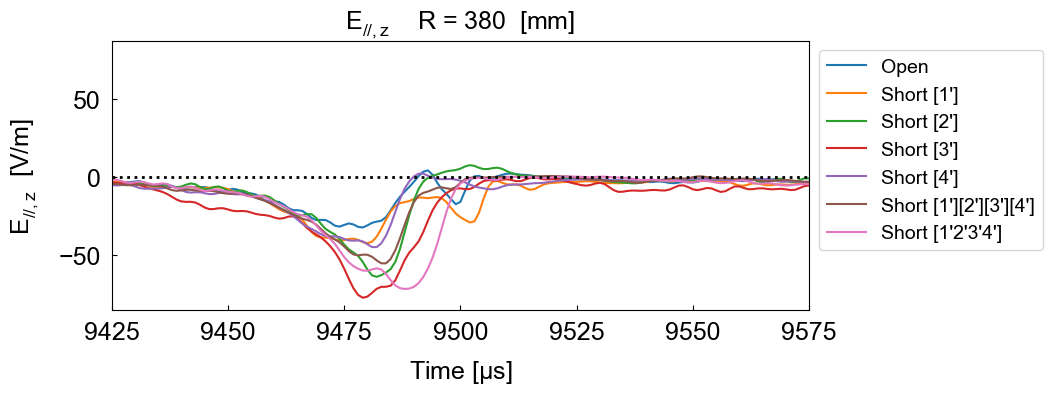 E//, z    R = 380  [mm]
E//, z  [V/m]
50
0
−50
9425 9450 9475 9500 9525 9550 9575
Time [μs]
Open
Short [1']
Short [2']
Short [3']
Short [4']
Short [1'][2'][3'][4']
Short [1'2'3'4']